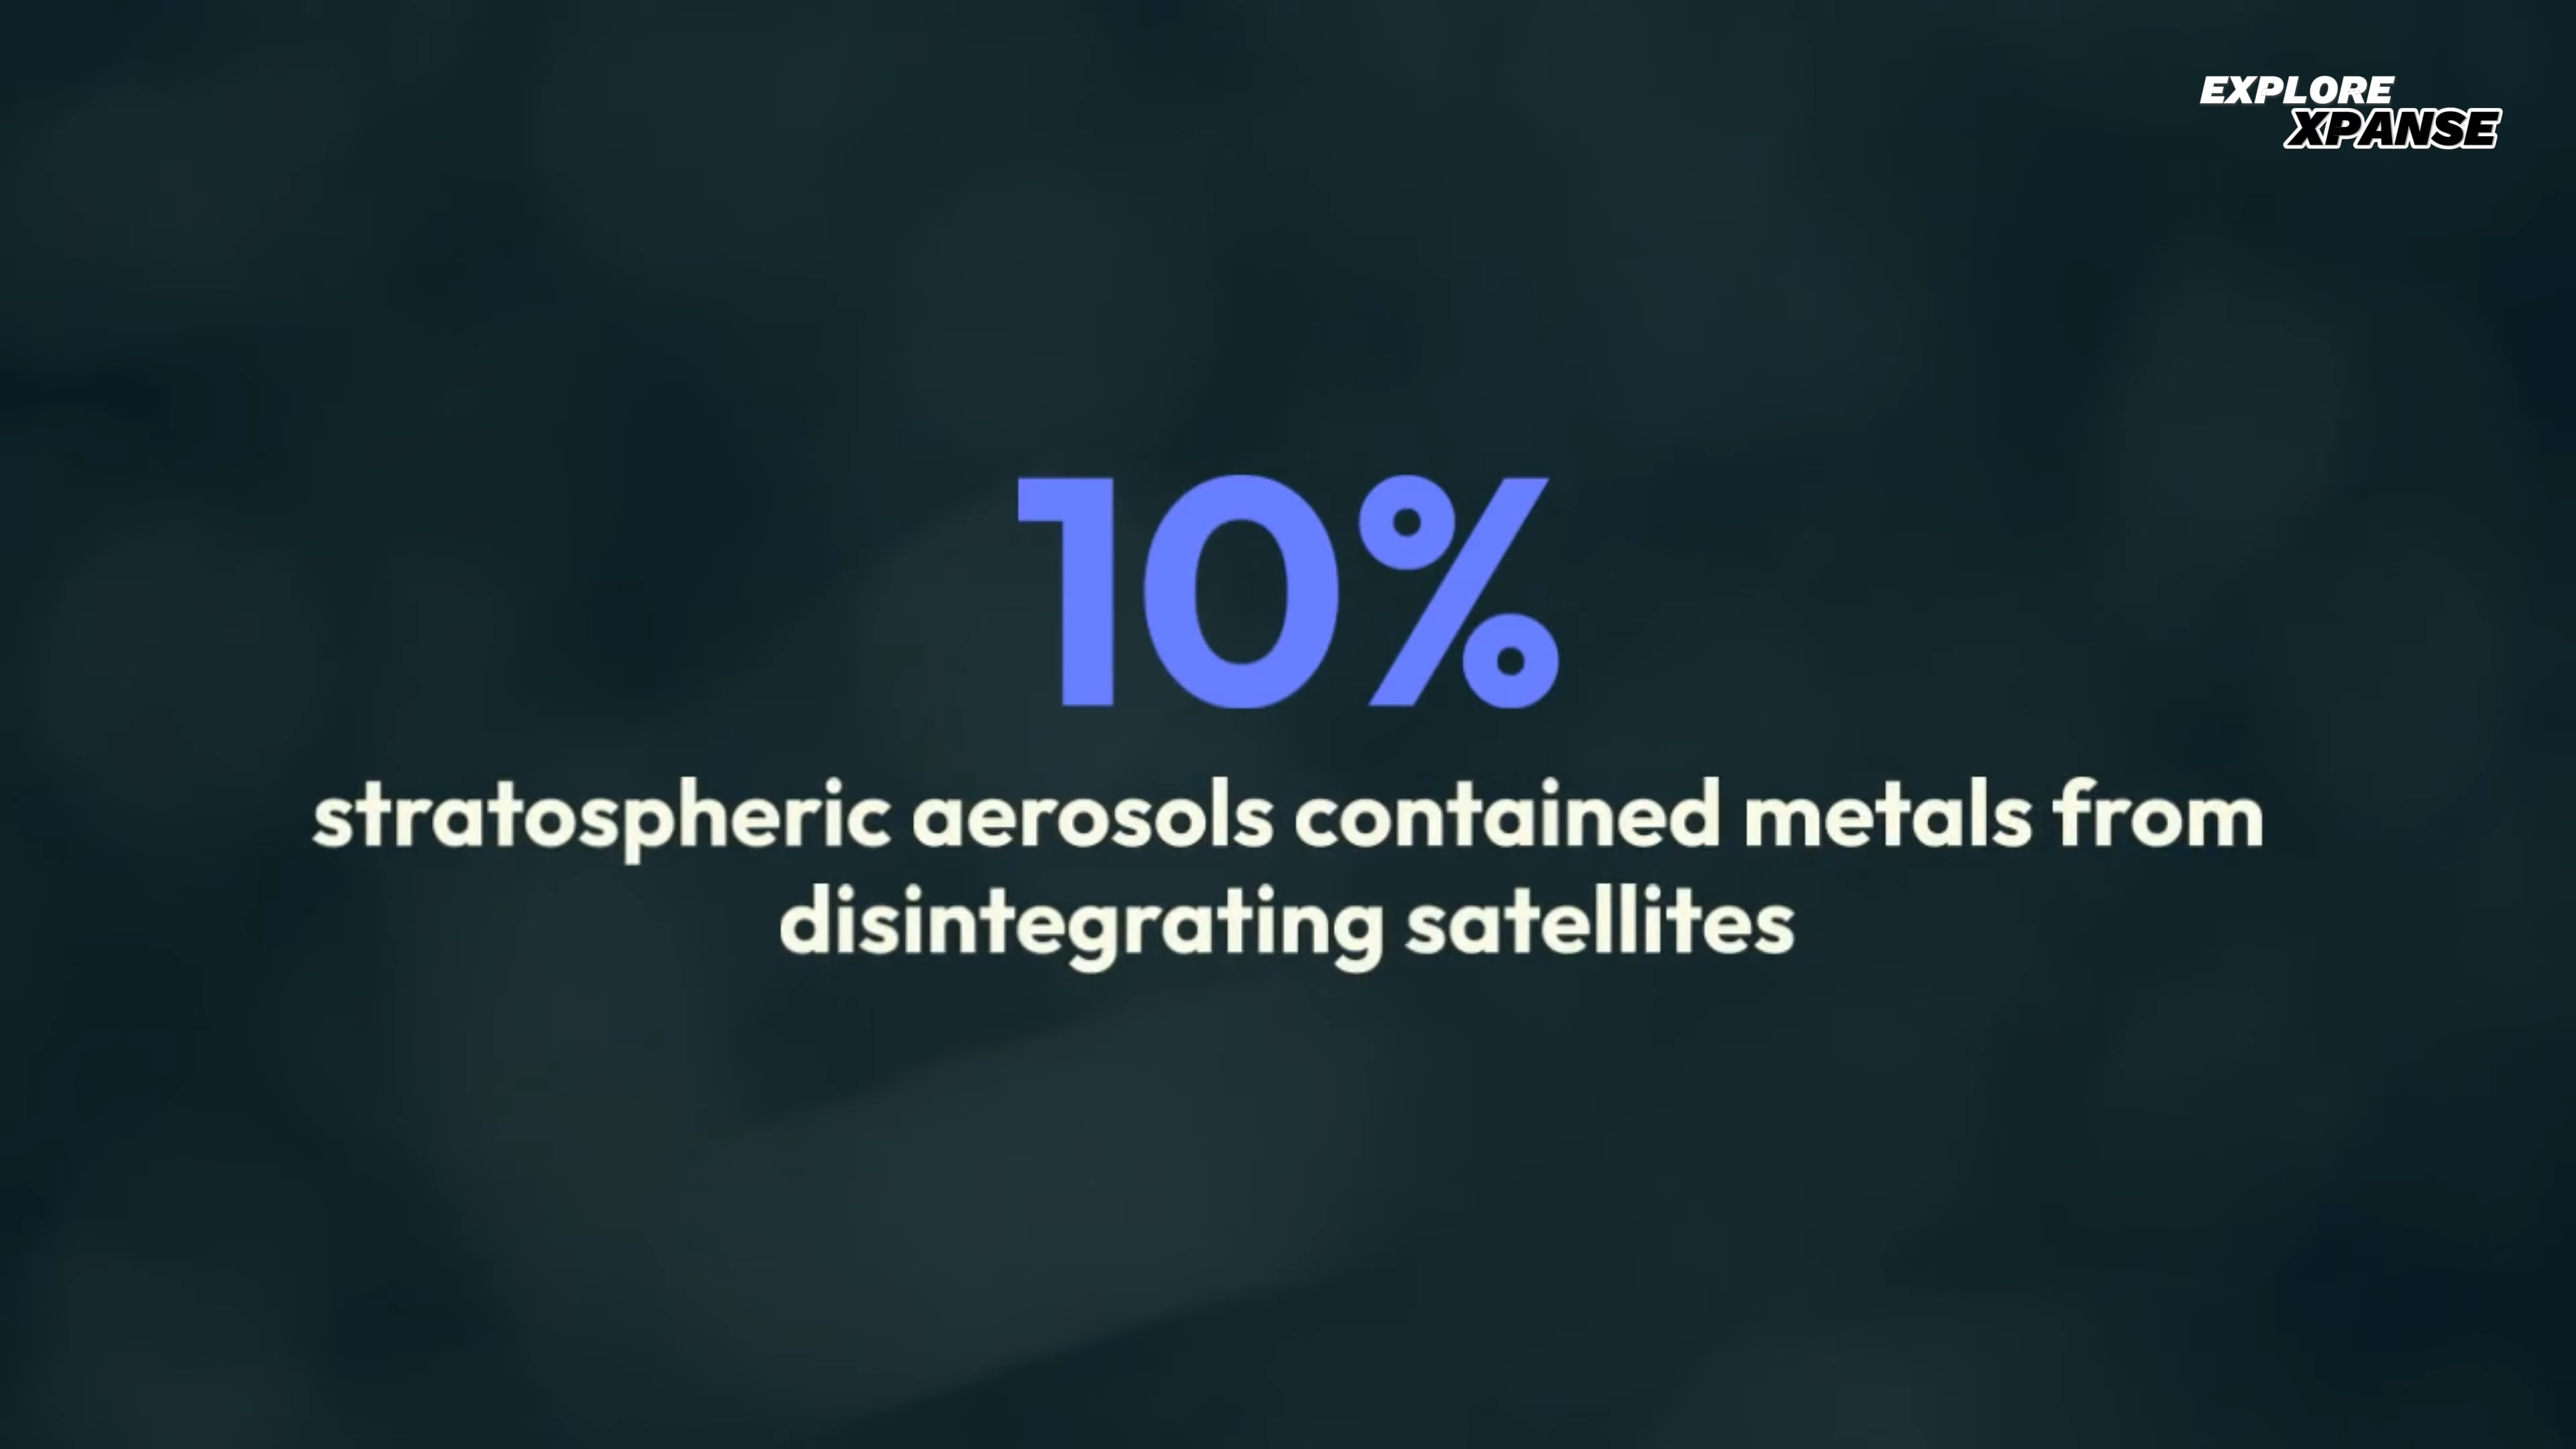 EXPLORE
XPANSE
10%
stratospheric aerosols contained metals from
disintegrating satellites